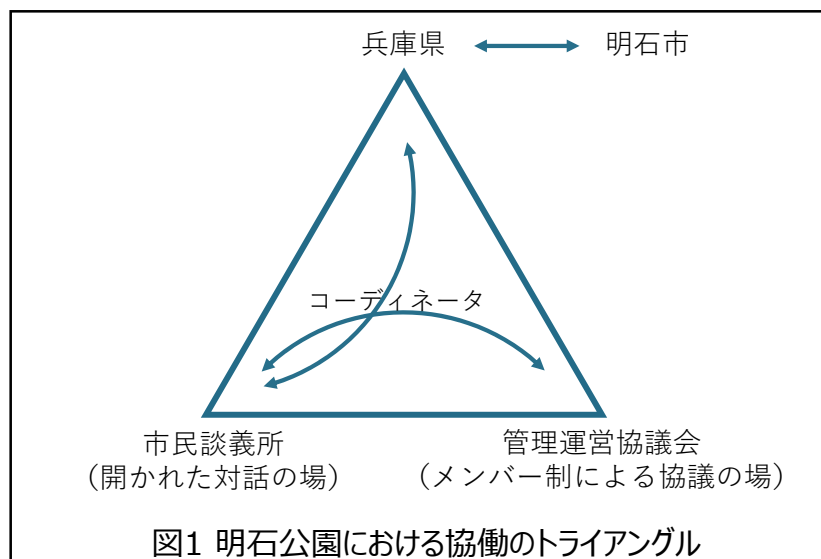 兵庫県 明石市
コーディネータ
市民談義所 管理運営協議会
（開かれた対話の場） （メンバー制による協議の場）
図1 明石公園における協働のトライアングル